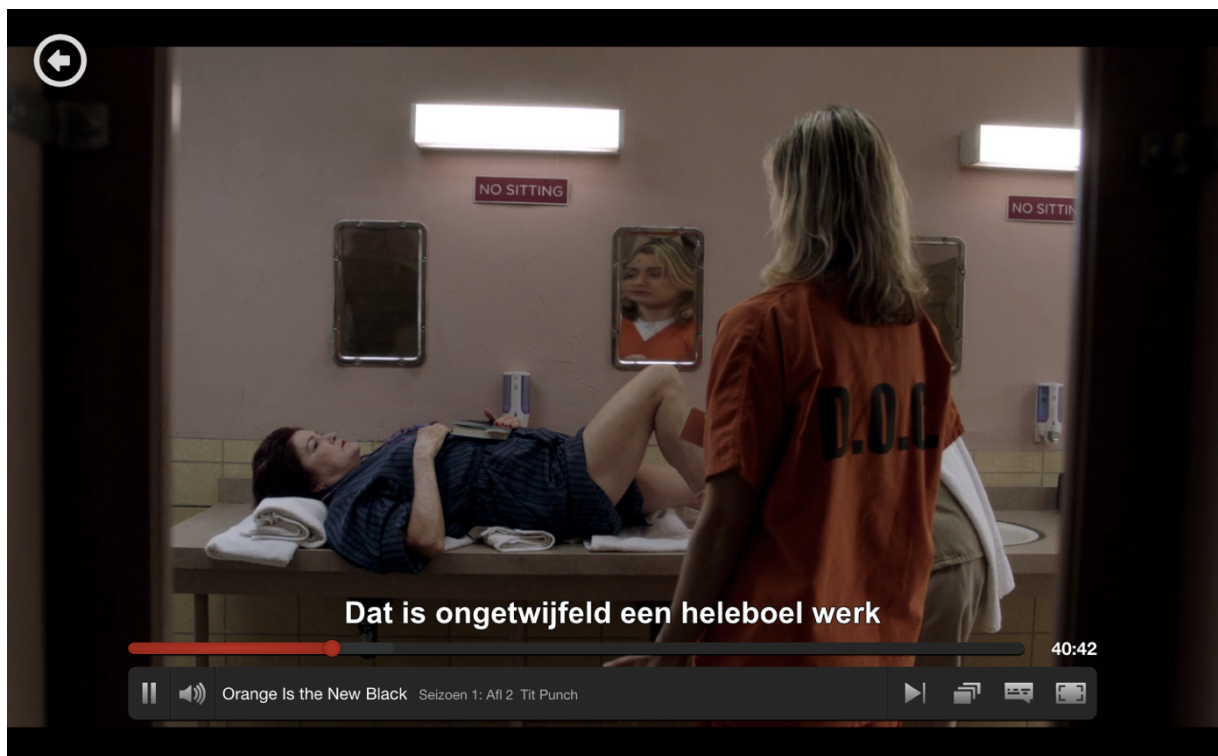 NO SITTING
NO SITTIN
D.O.C.
Dat is ongetwijfeld een heleboel werk
40:42
Orange Is the New Black Seizoen 1: Afl 2 Tit Punch